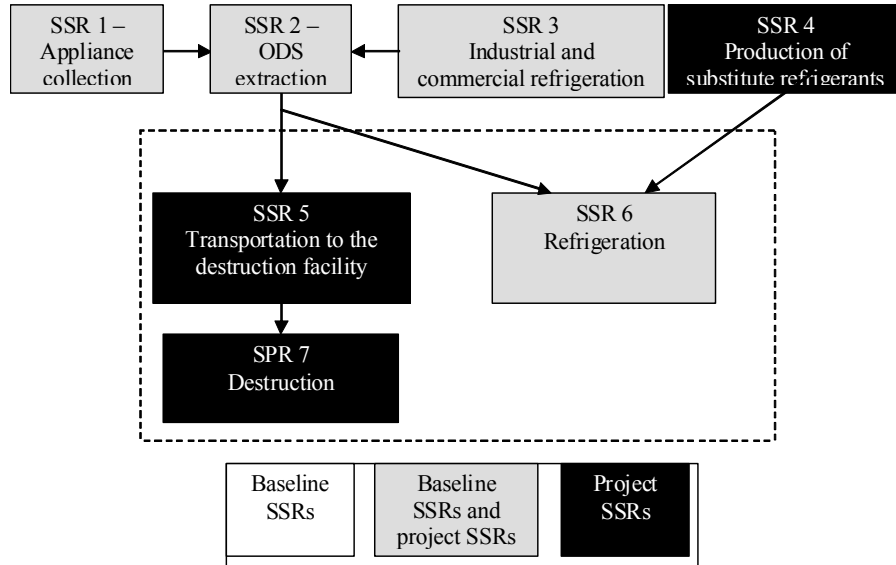 SSR 1 –
Appliance
collection
SSR 2 –
ODS
extraction
SSR 3
Industrial and
commercial refrigeration
SSR 4
Production of
substitute refrigerants
SSR 5
Transportation to the
destruction facility
SSR 6
Refrigeration
SPR 7
Destruction
Baseline
SSRs
Baseline
SSRs and
project SSRs
Project
SSRs